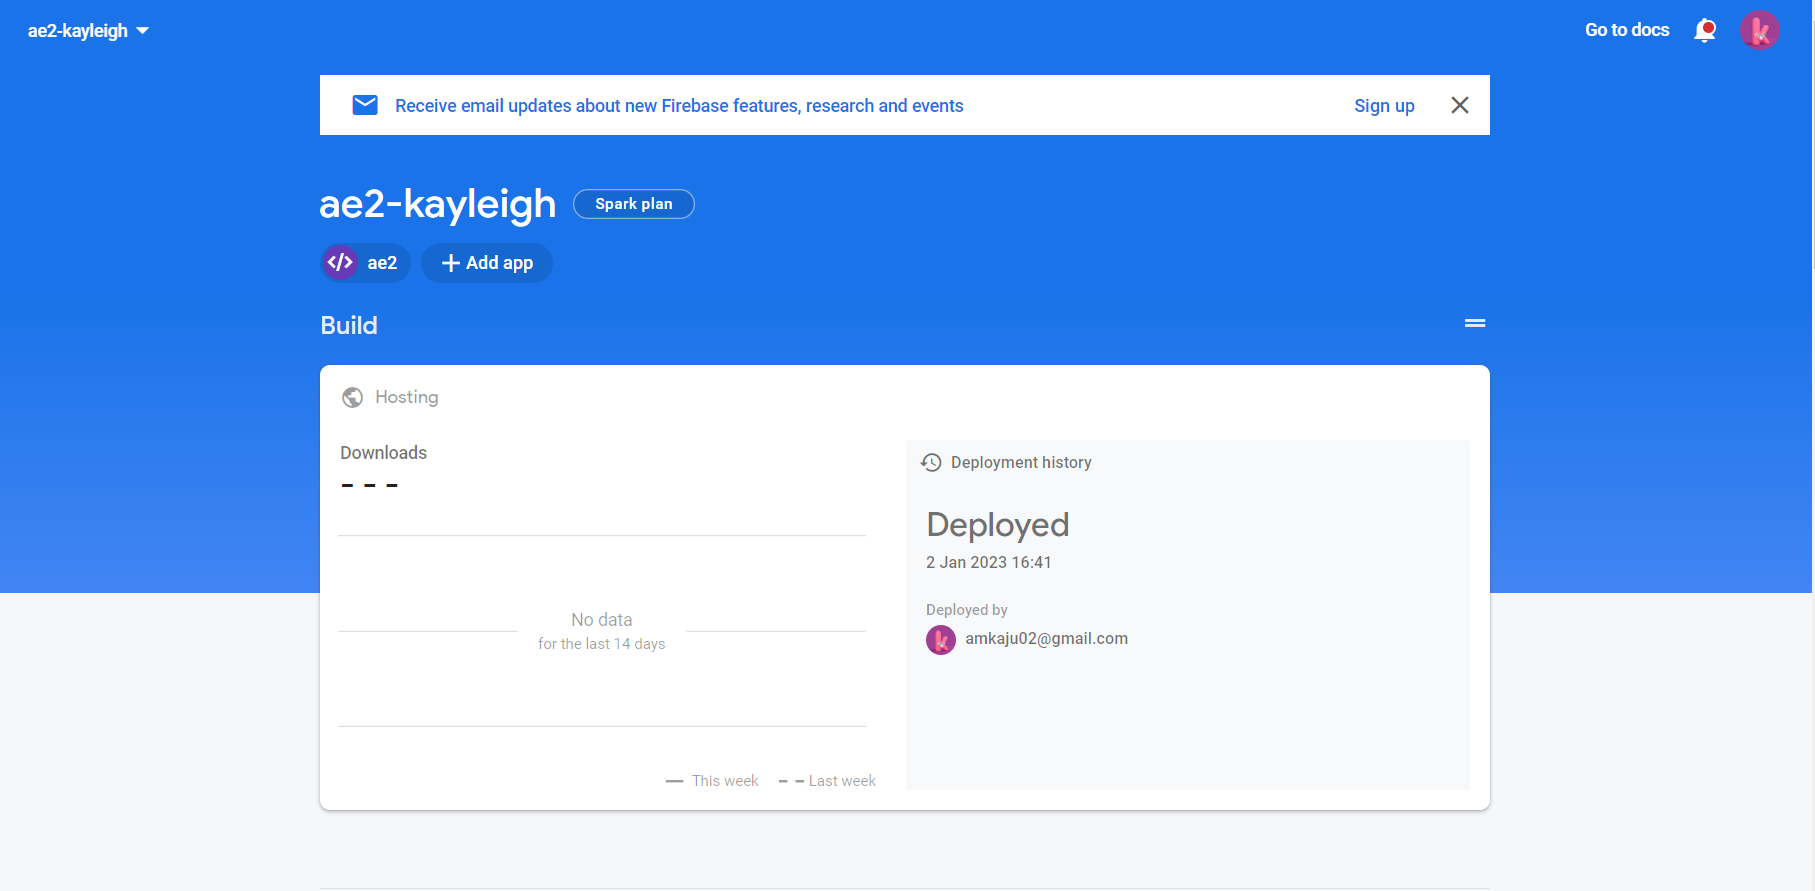 ae2-kayleigh
Go to docs
Receive email updates about new Firebase features, research and events
Sign up
ae2-kayleigh
Spark plan
</> ae2
+ Add app
Build
Hosting
Downloads
- - -
No data
for the last 14 days
This week
Last week
Deployment history
Deployed
2 Jan 2023 16:41
Deployed by
k amkaju02@gmail.com